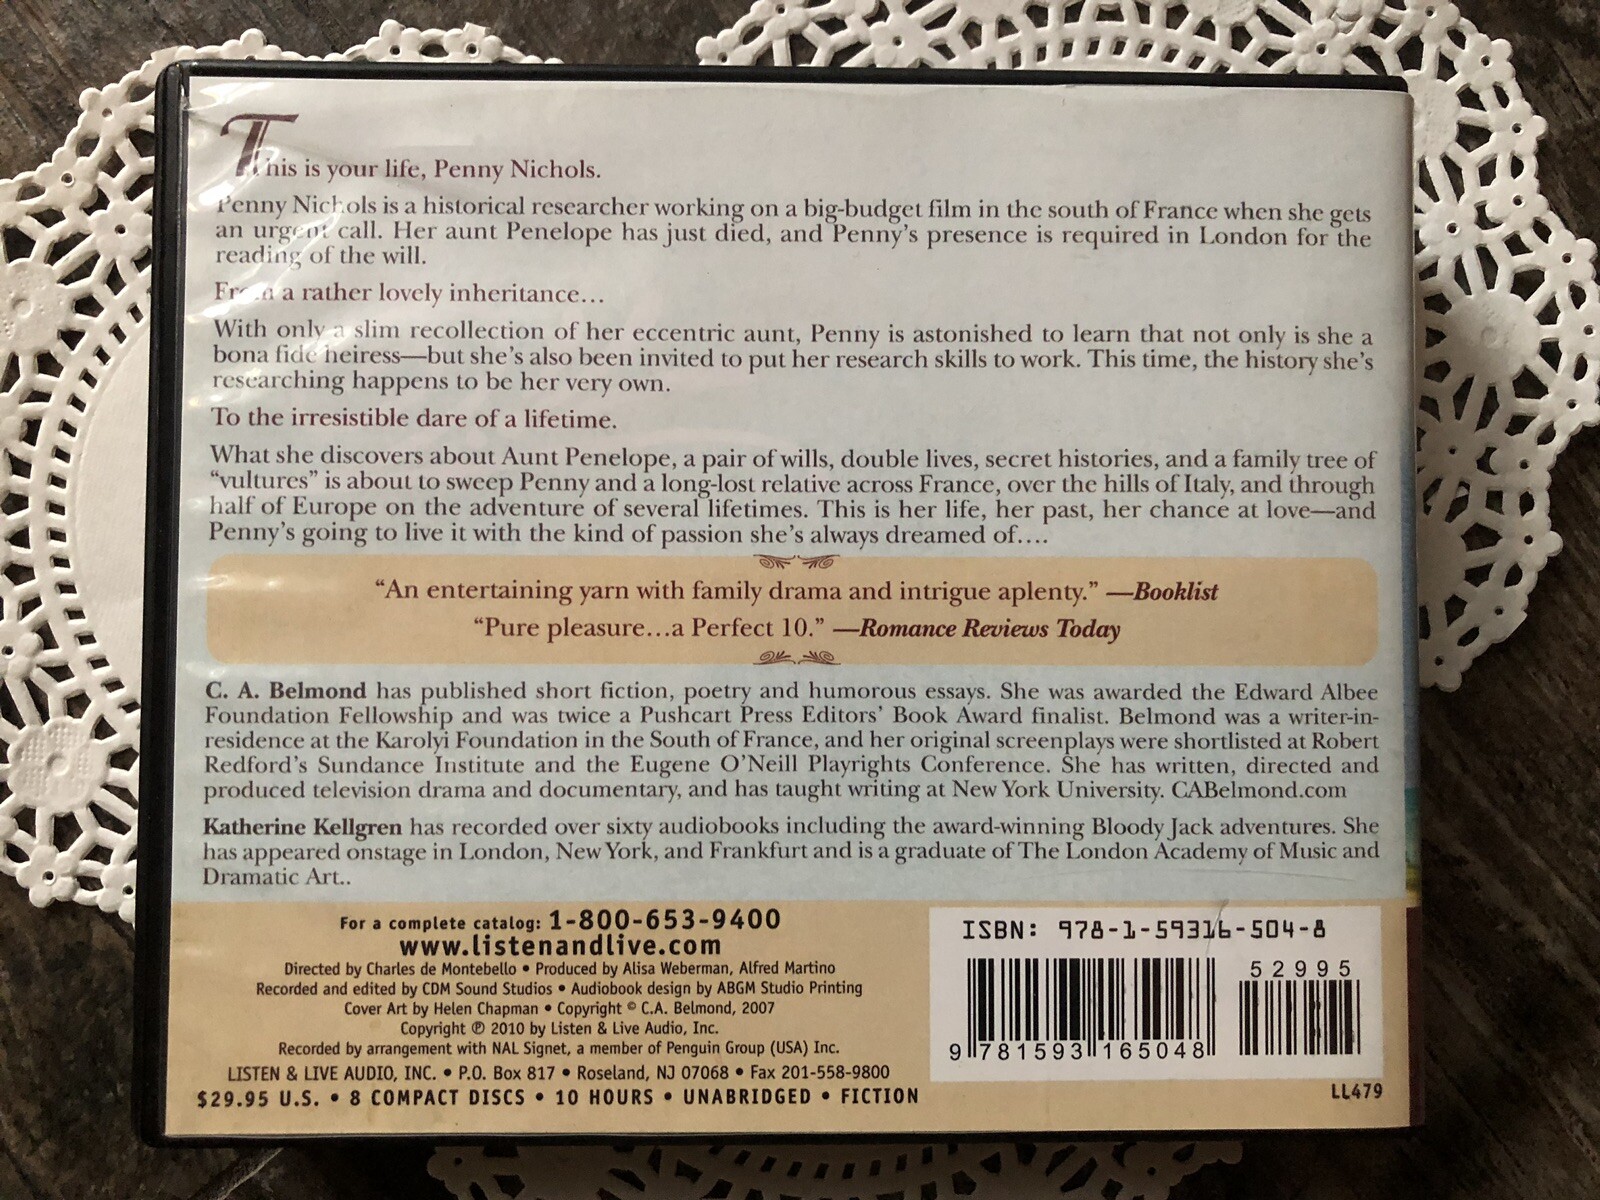 This is your life, Penny Nichols.
Penny Nichols is a historical researcher working on a big-budget film in the south of France when she gets
an urgent call. Her aunt Penelope has just died, and Penny's presence is required in London for the
reading of the will.
From a rather lovely inheritance…
With only a slim recollection of her eccentric aunt, Penny is astonished to learn that not only is she a
bona fide heiress—but she's also been invited to put her research skills to work. This time, the history she's
researching happens to be her very own.
To the irresistible dare of a lifetime.
What she discovers about Aunt Penelope, a pair of wills, double lives, secret histories, and a family tree of
“vultures” is about to sweep Penny and a long-lost relative across France, over the hills of Italy, and through
half of Europe on the adventure of several lifetimes. This is her life, her past, her chance at love—and
Penny's going to live it with the kind of passion she's always dreamed of….
“An entertaining yarn with family drama and intrigue aplenty.” —Booklist
“Pure pleasure…a Perfect 10.” —Romance Reviews Today
C. A. Belmond has published short fiction, poetry and humorous essays. She was awarded the Edward Albee
Foundation Fellowship and was twice a Pushcart Press Editors' Book Award finalist. Belmond was a writer-in-
residence at the Karolyi Foundation in the South of France, and her original screenplays were shortlisted at Robert
Redford's Sundance Institute and the Eugene O'Neill Playrights Conference. She has written, directed and
produced television drama and documentary, and has taught writing at New York University. CABelmond.com
Katherine Kellgren has recorded over sixty audiobooks including the award-winning Bloody Jack adventures. She
has appeared onstage in London, New York, and Frankfurt and is a graduate of The London Academy of Music and
Dramatic Art..
For a complete catalog: 1-800-653-9400
www.listenandlive.com
Directed by Charles de Montebello • Produced by Alisa Weberman, Alfred Martino
Recorded and edited by CDM Sound Studios • Audiobook design by ABGM Studio Printing
Cover Art by Helen Chapman • Copyright © C.A. Belmond, 2007
Copyright ℗ 2010 by Listen & Live Audio, Inc.
Recorded by arrangement with NAL Signet, a member of Penguin Group (USA) Inc.
LISTEN & LIVE AUDIO, INC. • P.O. Box 817 • Roseland, NJ 07068 • Fax 201-558-9800
$29.95 U.S. • 8 COMPACT DISCS • 10 HOURS • UNABRIDGED • FICTION
ISBN: 978-1-59316-504-8
52995
9 781593 165048
LL479